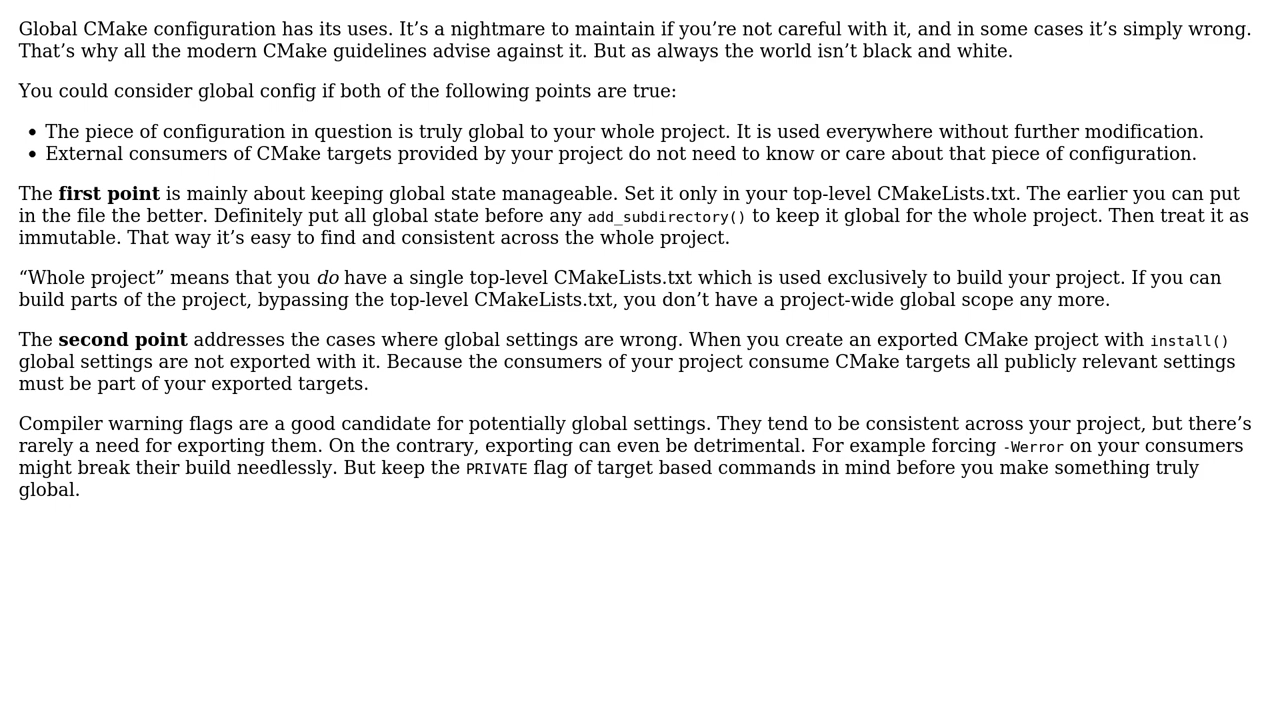 Global CMake configuration has its uses. It’s a nightmare to maintain if you’re not careful with it, and in some cases it’s simply wrong.
That’s why all the modern CMake guidelines advise against it. But as always the world isn’t black and white.
You could consider global config if both of the following points are true:
• The piece of configuration in question is truly global to your whole project. It is used everywhere without further modification.
• External consumers of CMake targets provided by your project do not need to know or care about that piece of configuration.
The first point is mainly about keeping global state manageable. Set it only in your top-level CMakeLists.txt. The earlier you can put
in the file the better. Definitely put all global state before any add_subdirectory() to keep it global for the whole project. Then treat it as
immutable. That way it’s easy to find and consistent across the whole project.
“Whole project” means that you do have a single top-level CMakeLists.txt which is used exclusively to build your project. If you can
build parts of the project, bypassing the top-level CMakeLists.txt, you don’t have a project-wide global scope any more.
The second point addresses the cases where global settings are wrong. When you create an exported CMake project with install()
global settings are not exported with it. Because the consumers of your project consume CMake targets all publicly relevant settings
must be part of your exported targets.
Compiler warning flags are a good candidate for potentially global settings. They tend to be consistent across your project, but there’s
rarely a need for exporting them. On the contrary, exporting can even be detrimental. For example forcing -Werror on your consumers
might break their build needlessly. But keep the PRIVATE flag of target based commands in mind before you make something truly
global.